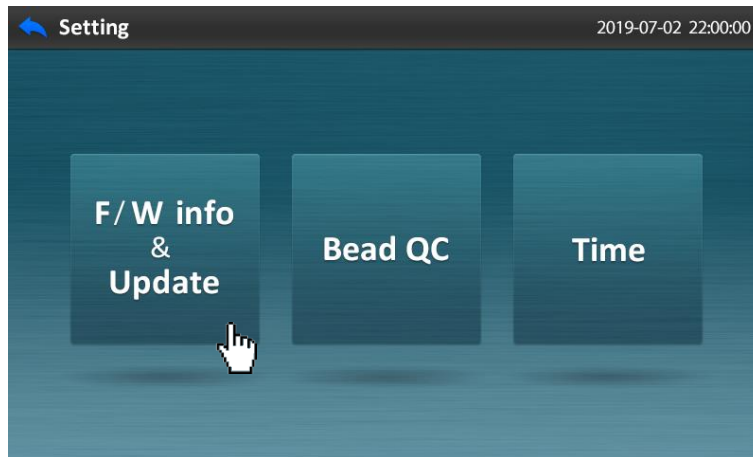 Setting
2019-07-02 22:00:00
F/W info
&
Update
Bead QC
Time